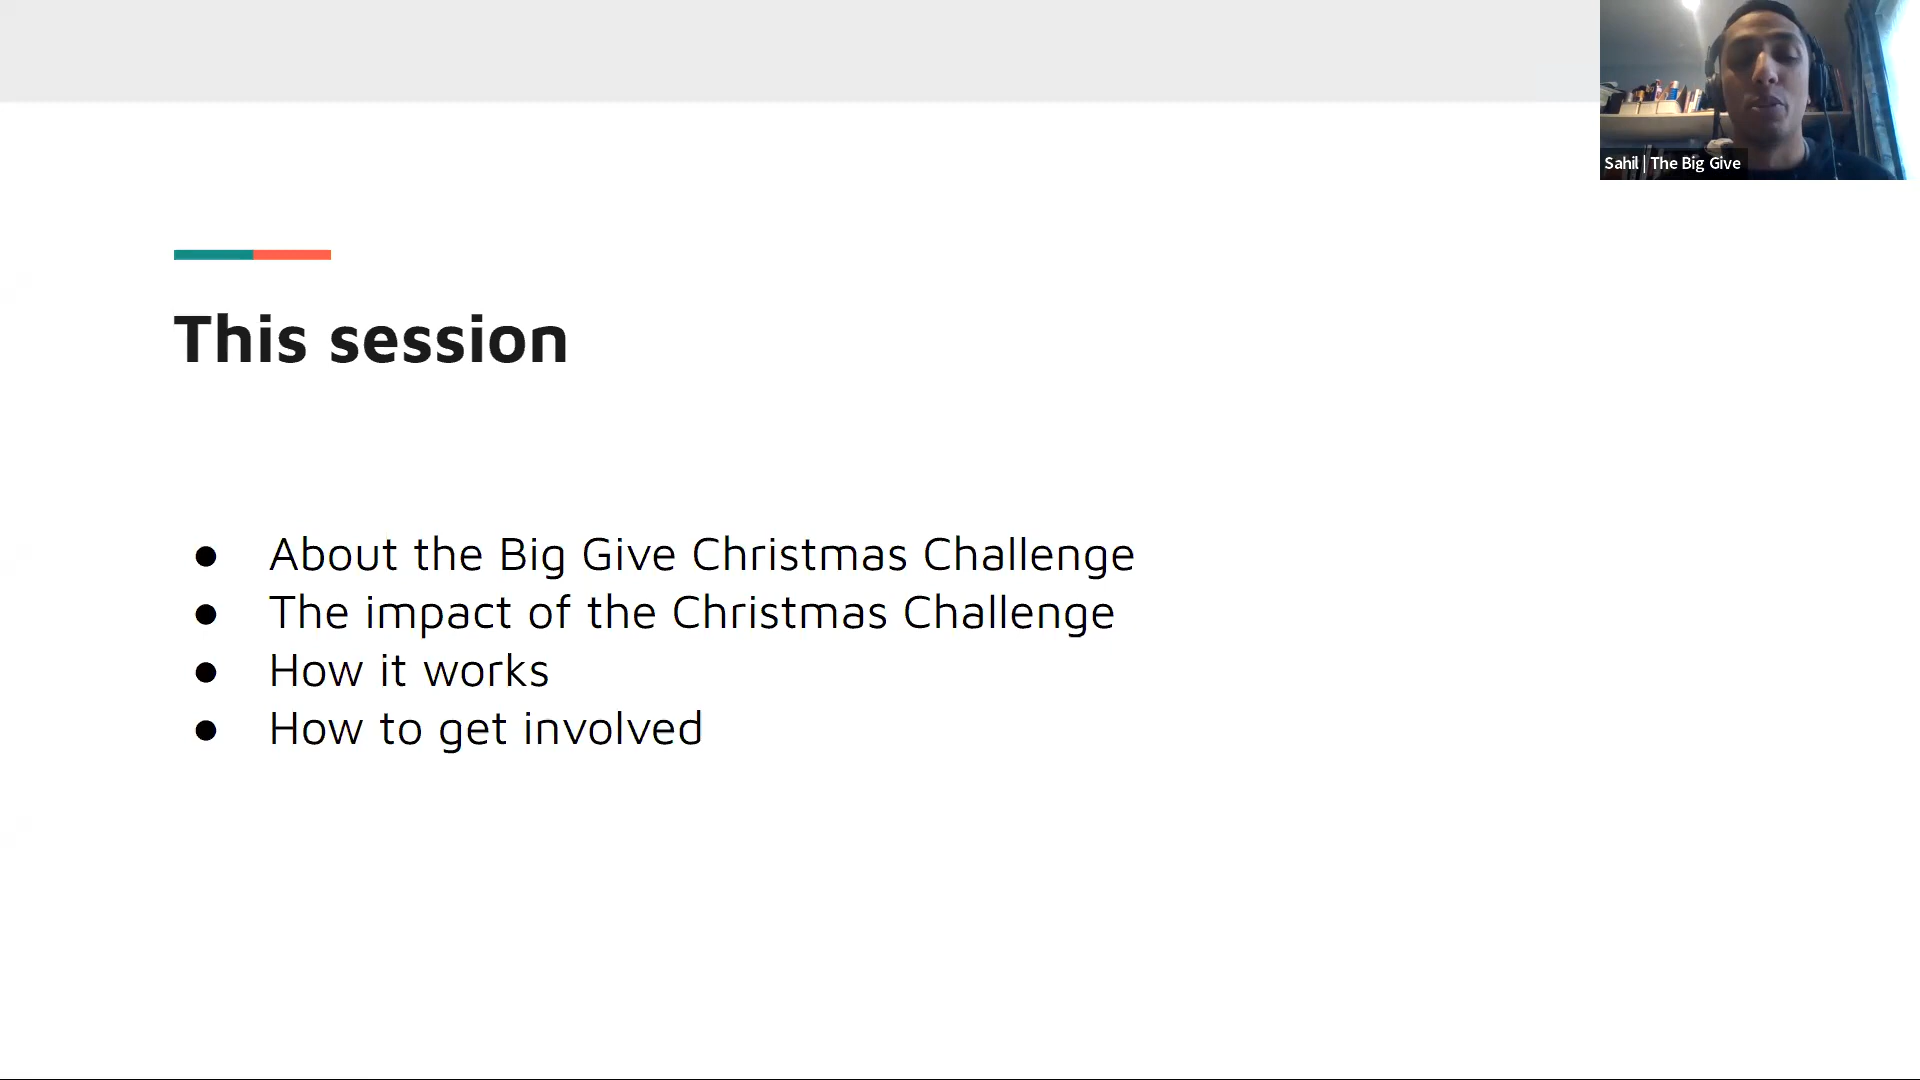 Sahil | The Big Give
This session
● About the Big Give Christmas Challenge
● The impact of the Christmas Challenge
● How it works
● How to get involved